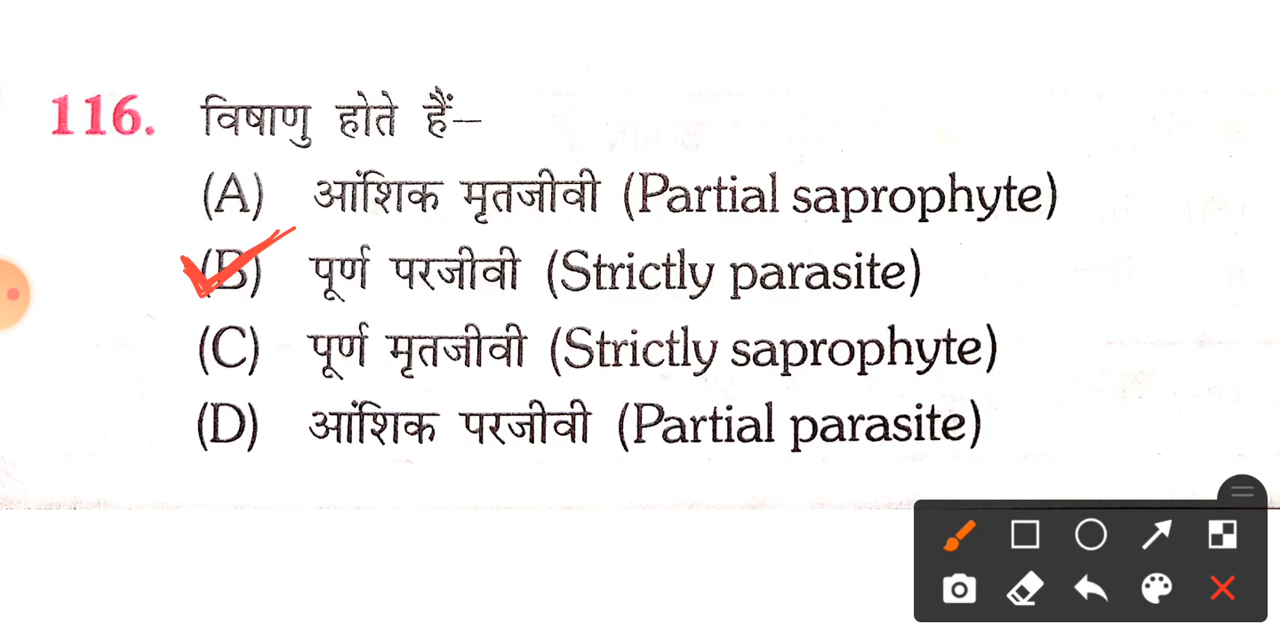 116. विषाणु होते हैं–
(A) आंशिक मृतजीवी (Partial saprophyte)
(B) पूर्ण परजीवी (Strictly parasite)
(C) पूर्ण मृतजीवी (Strictly saprophyte)
(D) आंशिक परजीवी (Partial parasite)